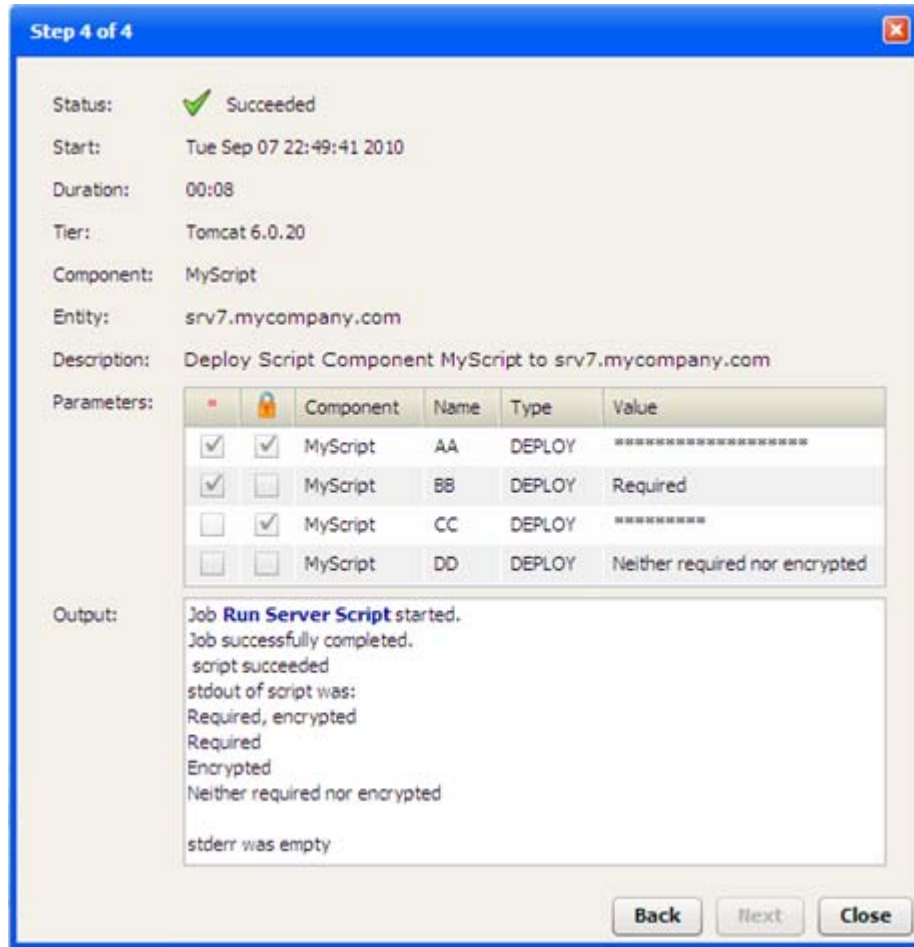 Step 4 of 4
Status: Succeeded
Start: Tue Sep 07 22:49:41 2010
Duration: 00:08
Tier: Tomcat 6.0.20
Component: MyScript
Entity: srv7.mycompany.com
Description: Deploy Script Component MyScript to srv7.mycompany.com
Parameters: * Component Name Type Value
MyScript AA DEPLOY *******************
MyScript BB DEPLOY Required
MyScript CC DEPLOY *********
MyScript DD DEPLOY Neither required nor encrypted
Output: Job Run Server Script started.
Job successfully completed.
script succeeded
stdout of script was:
Required, encrypted
Required
Encrypted
Neither required nor encrypted
stderr was empty
Back Next Close